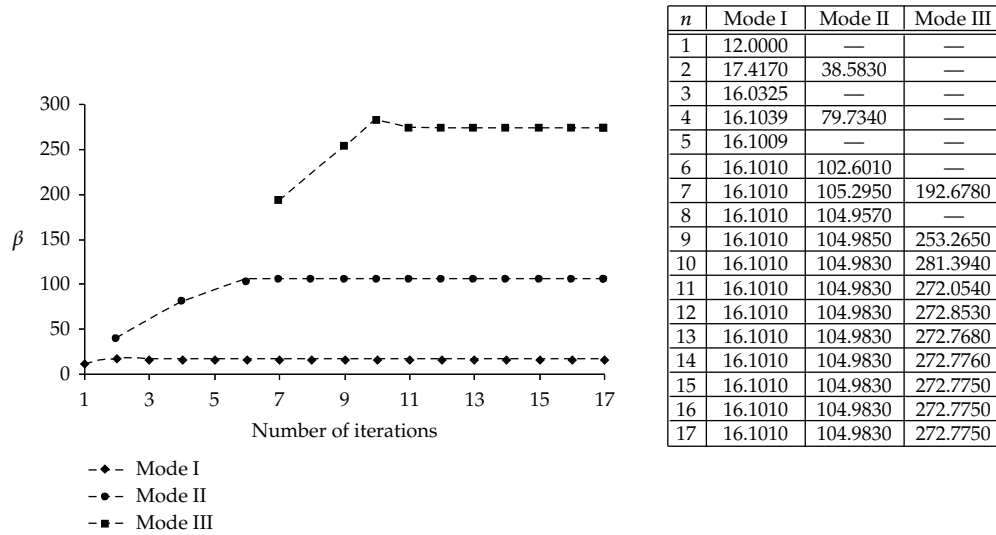 300
250
200
150
100
50
0
β
1 3 5 7 9 11 13 15 17
Number of iterations
Mode I
Mode II
Mode III
n Mode I Mode II Mode III
1 12.0000 — —
2 17.4170 38.5830 —
3 16.0325 — —
4 16.1039 79.7340 —
5 16.1009 — —
6 16.1010 102.6010 —
7 16.1010 105.2950 192.6780
8 16.1010 104.9570 —
9 16.1010 104.9850 253.2650
10 16.1010 104.9830 281.3940
11 16.1010 104.9830 272.0540
12 16.1010 104.9830 272.8530
13 16.1010 104.9830 272.7680
14 16.1010 104.9830 272.7760
15 16.1010 104.9830 272.7750
16 16.1010 104.9830 272.7750
17 16.1010 104.9830 272.7750